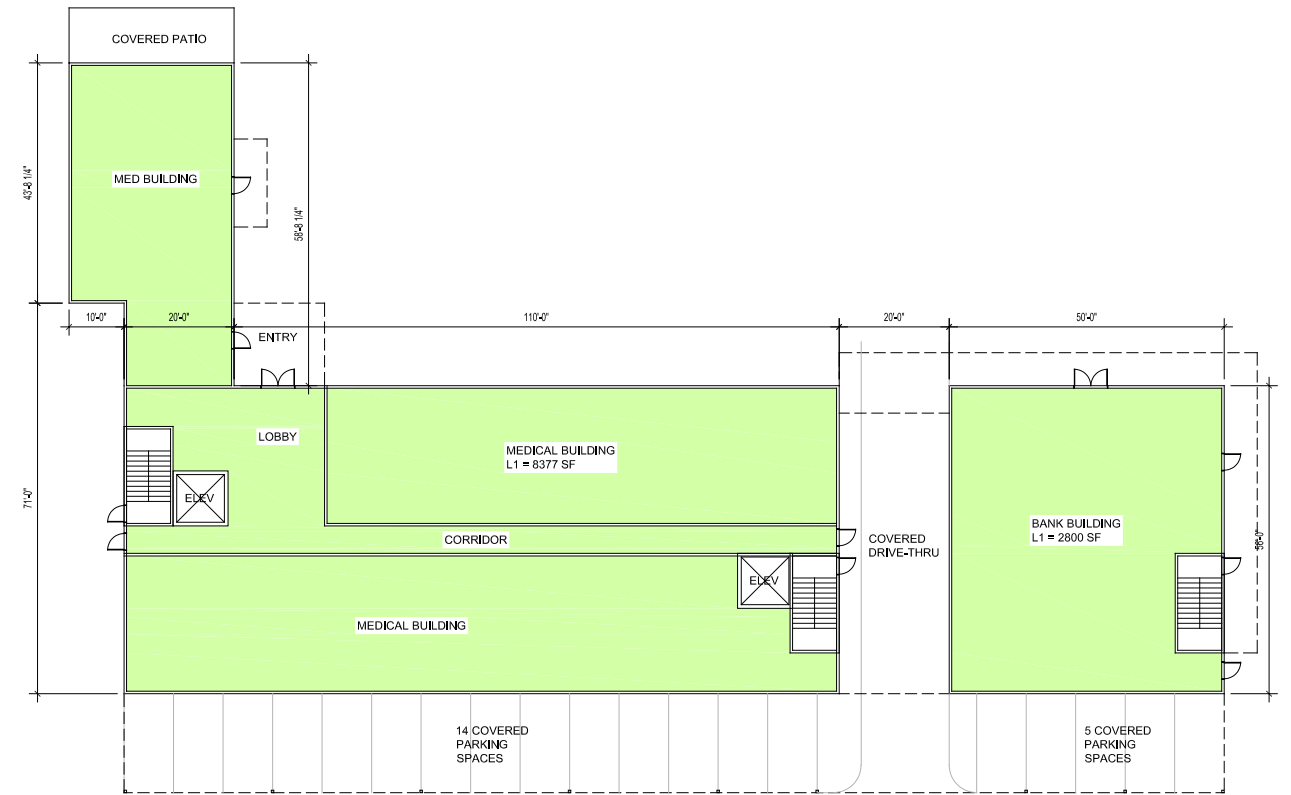 COVERED PATIO
43'-8 1/4"
MED BUILDING
58'-8 1/4"
10'-0"
20'-0"
110'-0"
20'-0"
50'-0"
ENTRY
LOBBY
MEDICAL BUILDING
L1 = 8377 SF
71'-0"
ELEV
CORRIDOR
COVERED
DRIVE-THRU
BANK BUILDING
L1 = 2800 SF
56'-0"
ELEV
MEDICAL BUILDING
14 COVERED
PARKING
SPACES
5 COVERED
PARKING
SPACES